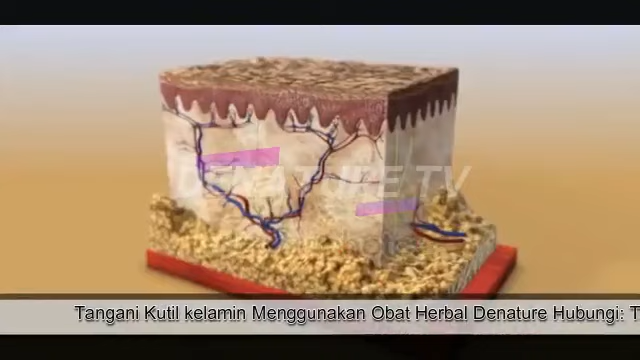 DENATURE TV
Tangani Kutil kelamin Menggunakan Obat Herbal Denature Hubungi: T